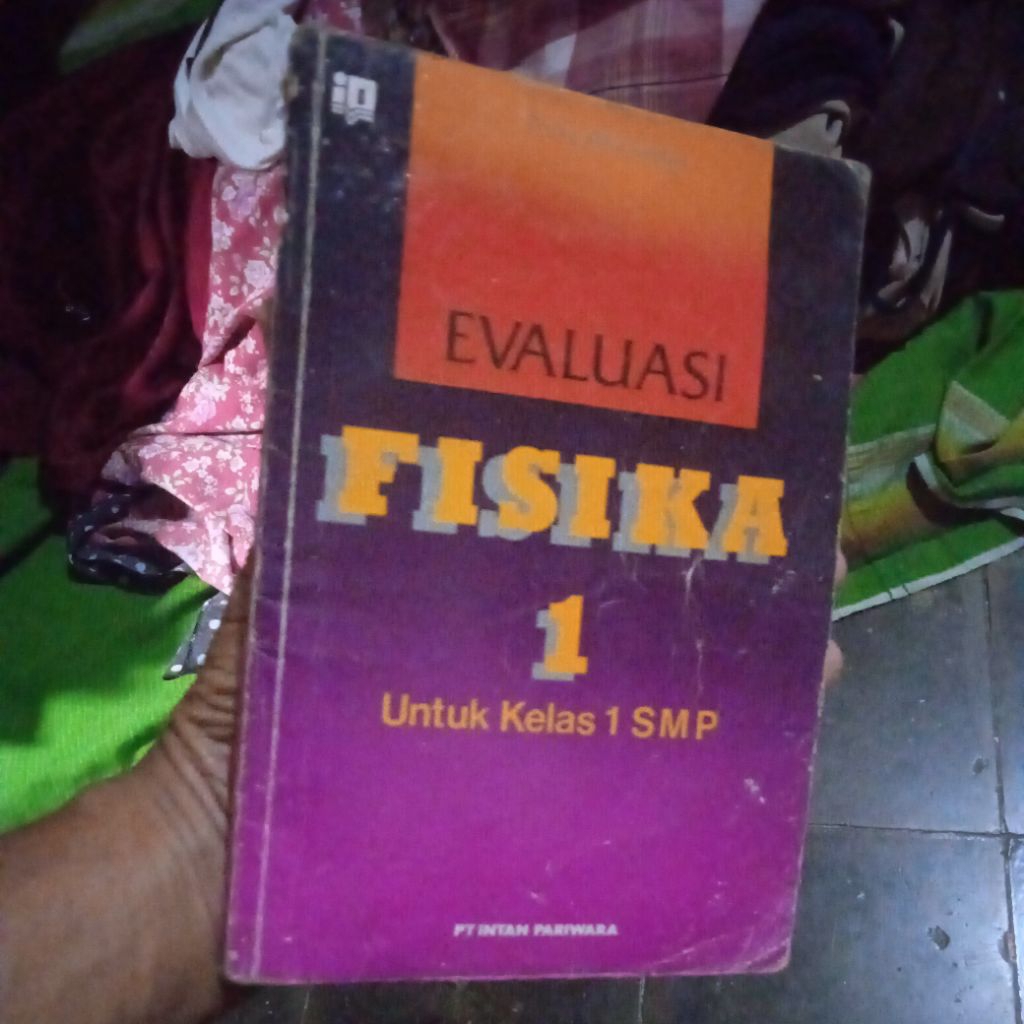 EVALUASI
FISIKA
1
Untuk Kelas 1 SMP
PT INTAN PARIWARA